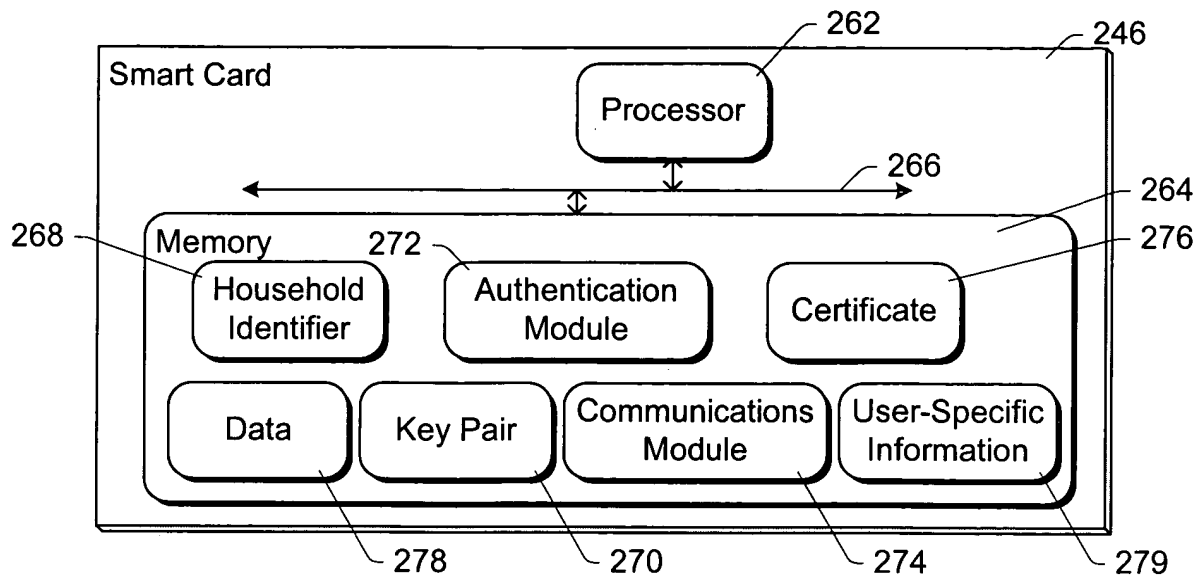 262
246
Smart Card
Processor
266
264
268
Memory
272
276
Household
Identifier
Authentication
Module
Certificate
Data
Key Pair
Communications
Module
User-Specific
Information
278
270
274
279